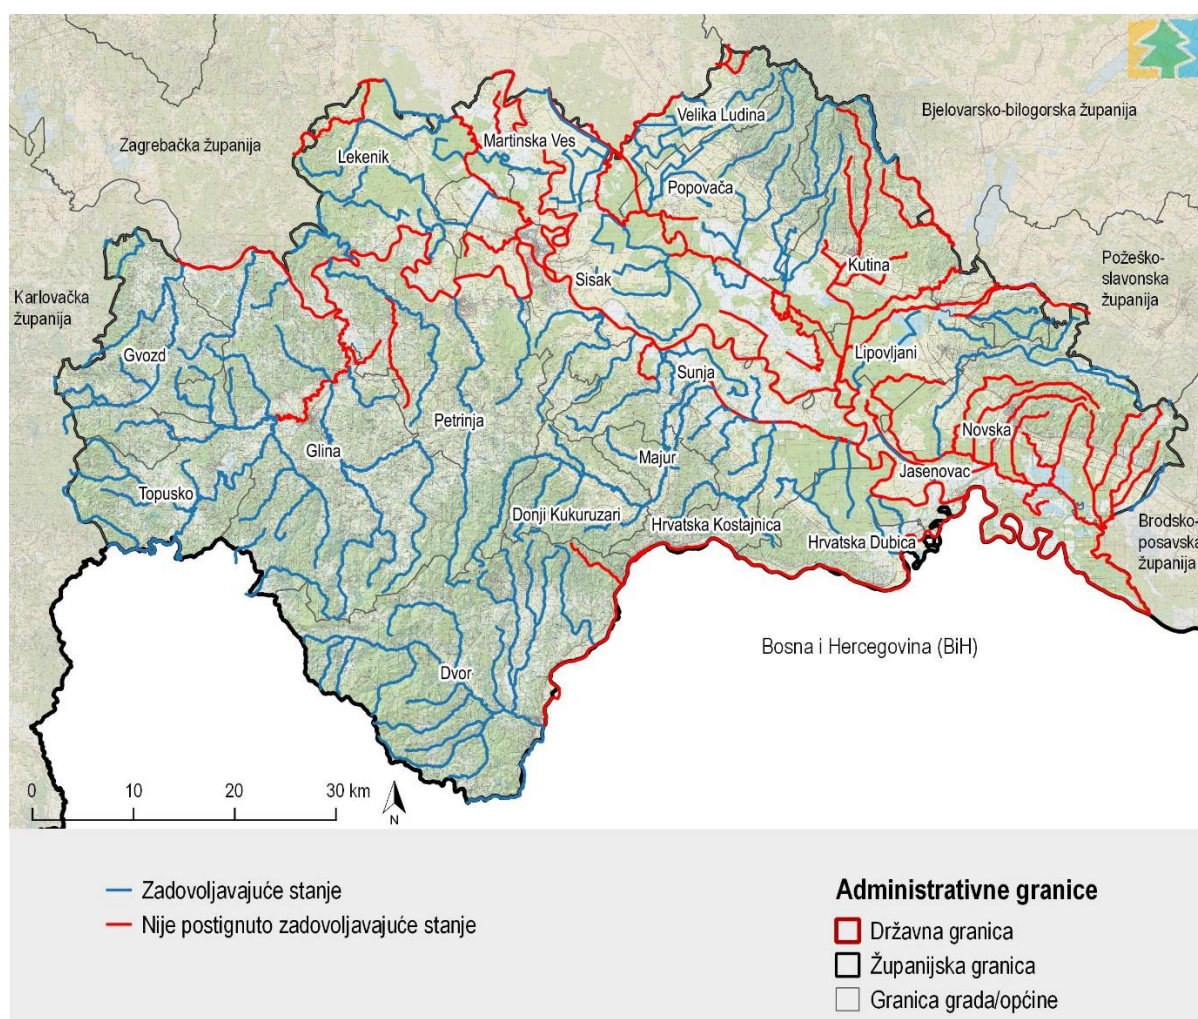 Bjelovarsko-bilogorska županija
Velika Ludina
Zagrebačka županija
Martinska Ves
Lekenik
Popovača
Požeško-
slavonska
županija
Kutina
Sisak
Karlovačka
županija
Gvozd
Lipovljani
Sunja
Petrinja
Novska
Glina
Majur
Jasenovac
Topusko
Donji Kukuruzari
Hrvatska Kostajnica
Hrvatska Dubica
Brodsko-
posavska
županija
Bosna i Hercegovina (BiH)
Dvor
0 10 20 30 km
N
Zadovoljavajuće stanje
Nije postignuto zadovoljavajuće stanje
Administrativne granice
Državna granica
Županijska granica
Granica grada/općine